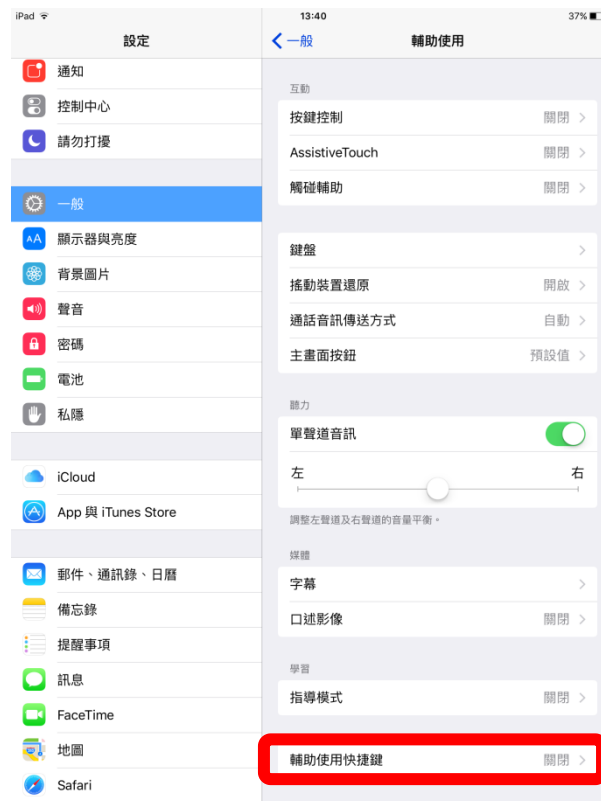 iPad 13:40 37%
設定
通知
控制中心
請勿打擾
一般
顯示器與亮度
背景圖片
聲音
密碼
電池
私隱
iCloud
App 與 iTunes Store
郵件、通訊錄、日曆
備忘錄
提醒事項
訊息
FaceTime
地圖
Safari
一般 輔助使用
互動
按鍵控制 關閉
AssistiveTouch 關閉
觸碰輔助 關閉
鍵盤
搖動裝置還原 開啟
通話音訊傳送方式 自動
主畫面按鈕 預設值
聽力
單聲道音訊
左 右
調整左聲道及右聲道的音量平衡。
媒體
字幕
口述影像 關閉
學習
指導模式 關閉
輔助使用快捷鍵 關閉